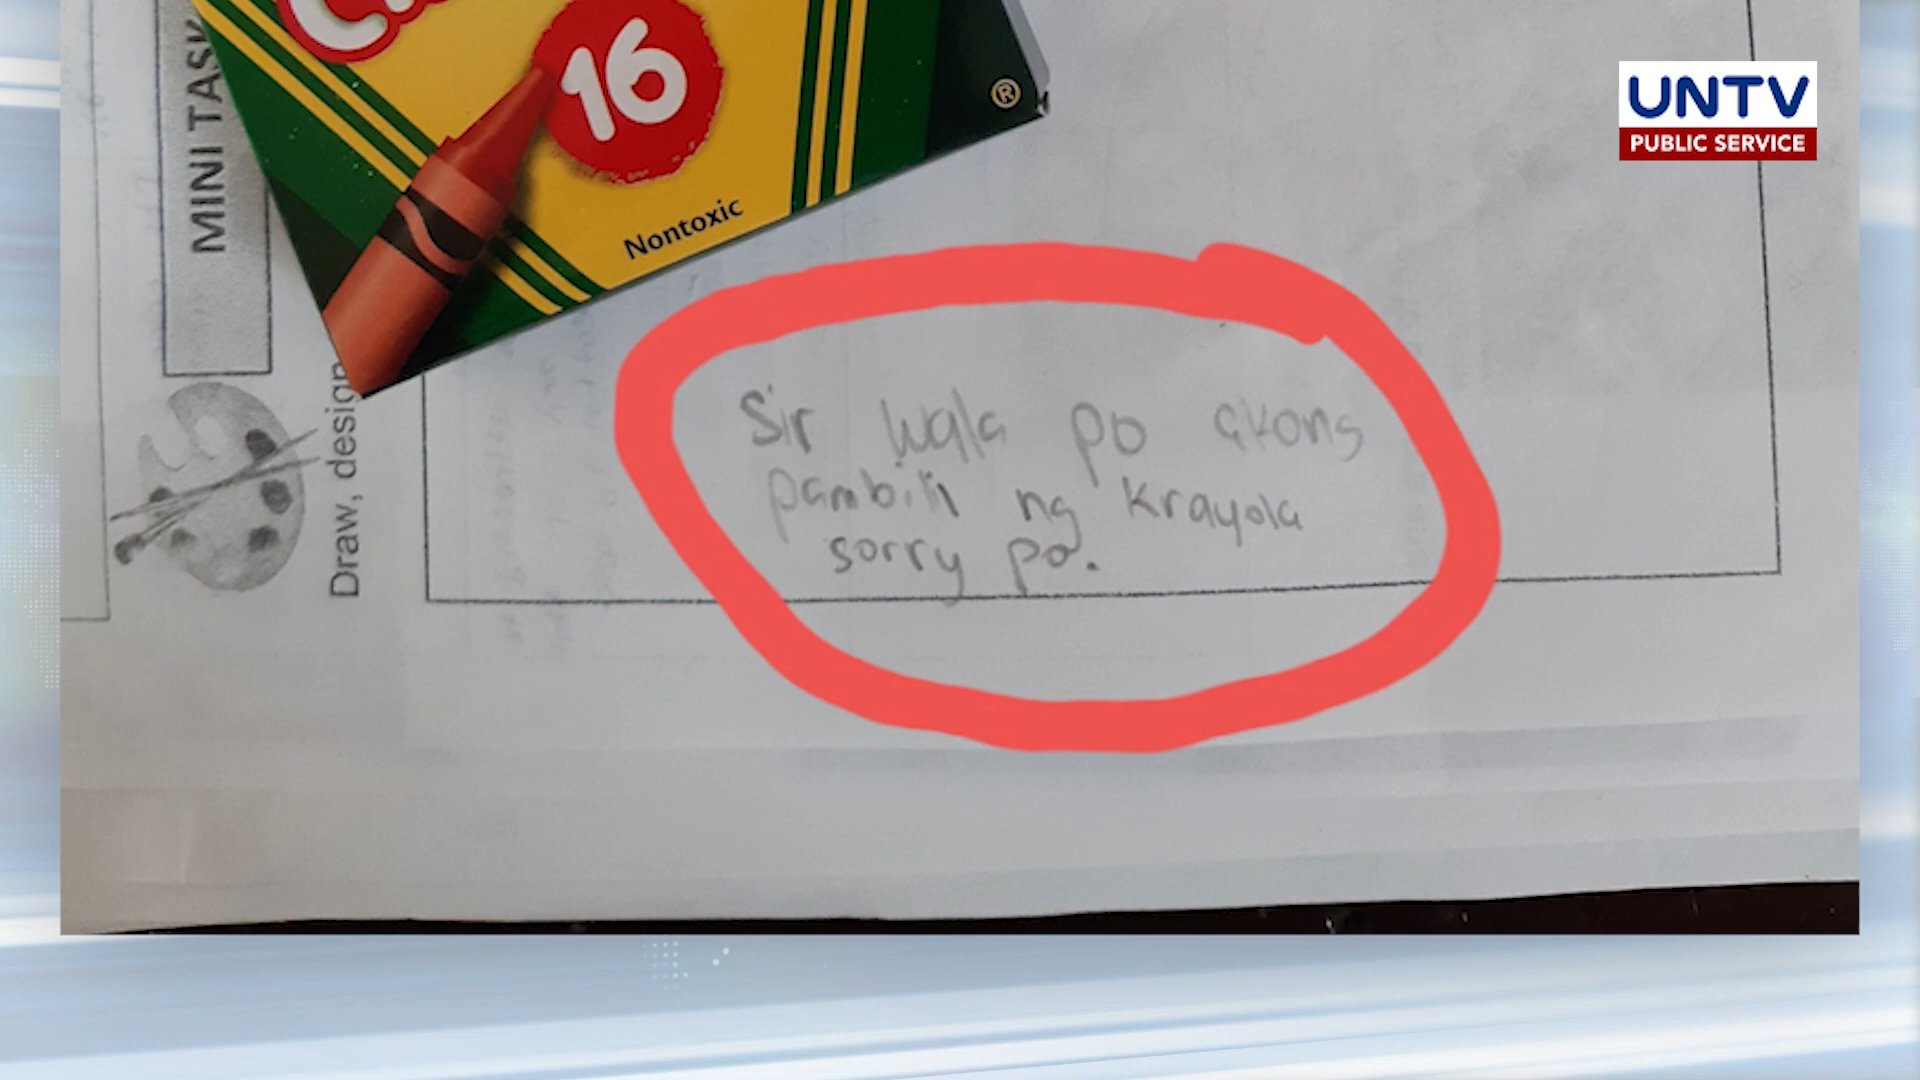 16
®
Nontoxic
UNTV
PUBLIC SERVICE
MINI TASK
Draw, design
Sir wala po akong
pambili ng krayola
sorry po.